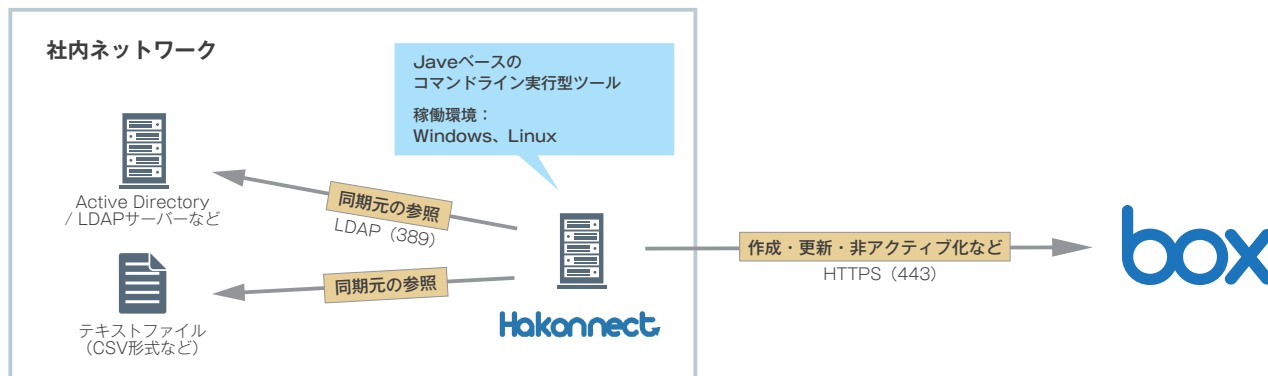 社内ネットワーク
Javeベースの
コマンドライン実行型ツール
稼働環境：
Windows、Linux
Active Directory
/ LDAPサーバーなど
同期元の参照
LDAP（389）
同期元の参照
テキストファイル
（CSV形式など）
Hakonnect
作成・更新・非アクティブ化など
HTTPS（443）
box